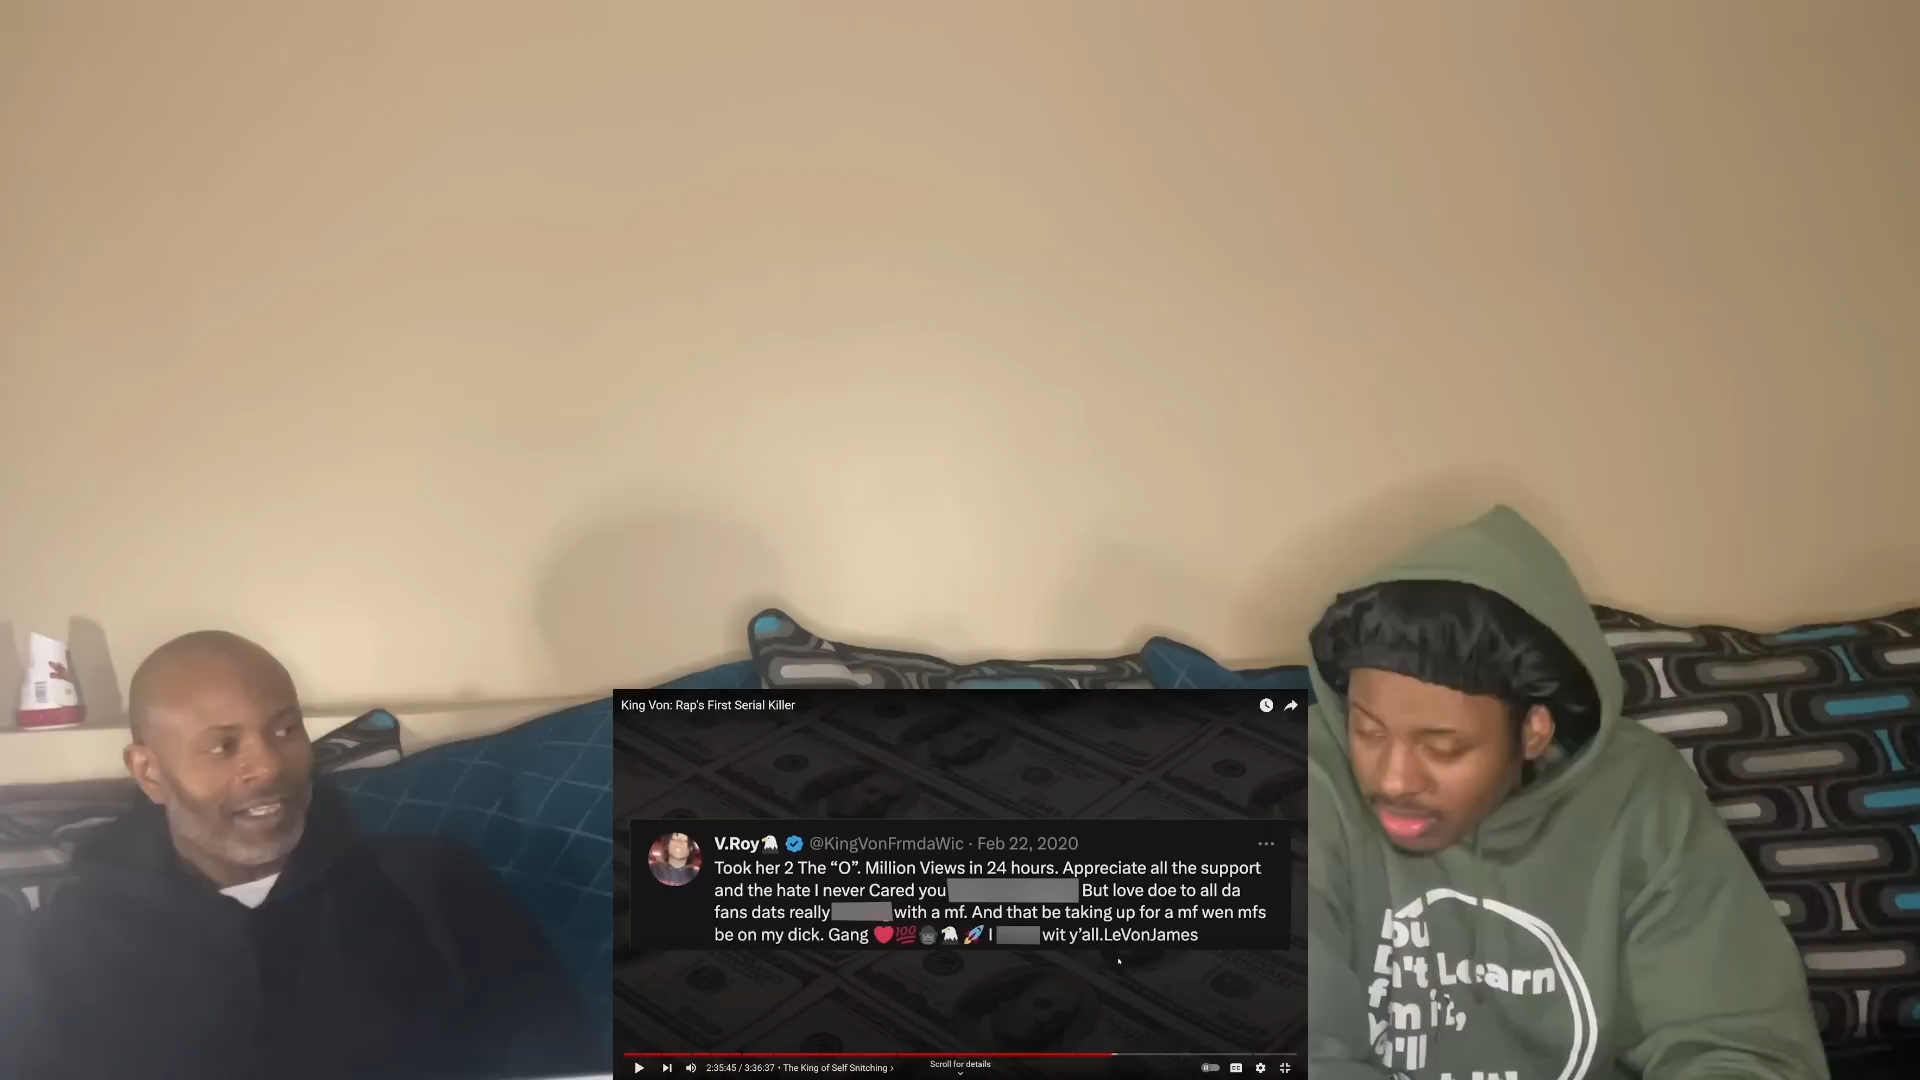 King Von: Rap's First Serial Killer
V.Roy🦅 @KingVonFrmdaWic · Feb 22, 2020
Took her 2 The “O”. Million Views in 24 hours. Appreciate all the support
and the hate I never Cared you But love doe to all da
fans dats really with a mf. And that be taking up for a mf wen mfs
be on my dick. Gang ❤️💯🦍🦅 🚀 I wit y’all.LeVonJames
2:35:45 / 3:36:37 • The King of Self Snitching ›
Scroll for details
You
't Learn